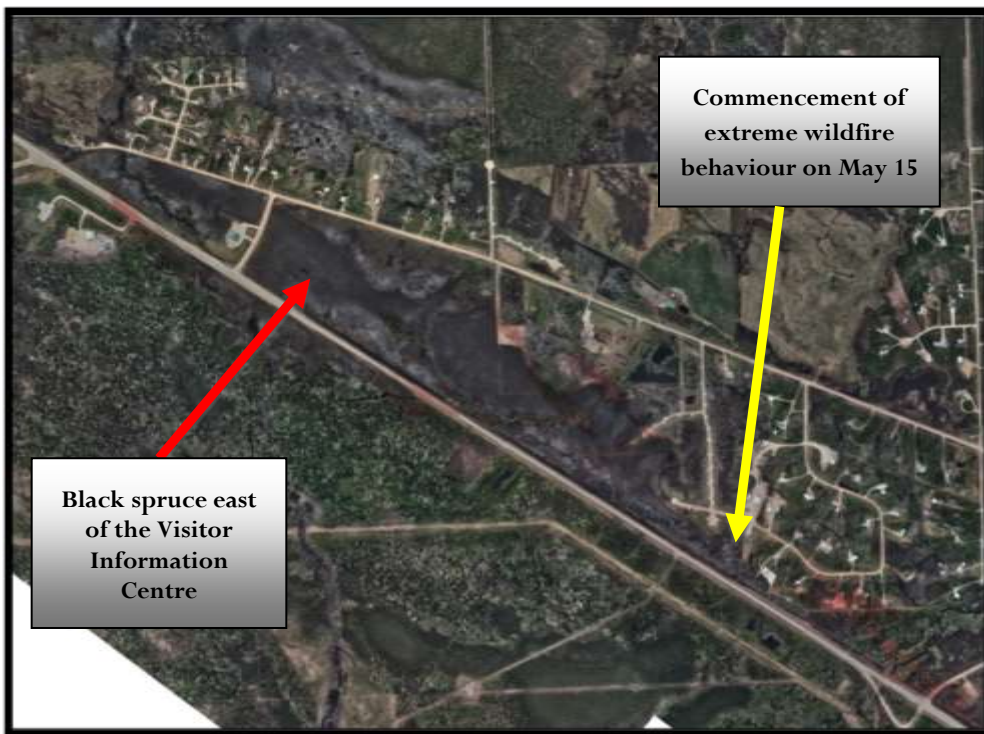 Commencement of
extreme wildfire
behaviour on May 15
Black spruce east
of the Visitor
Information
Centre